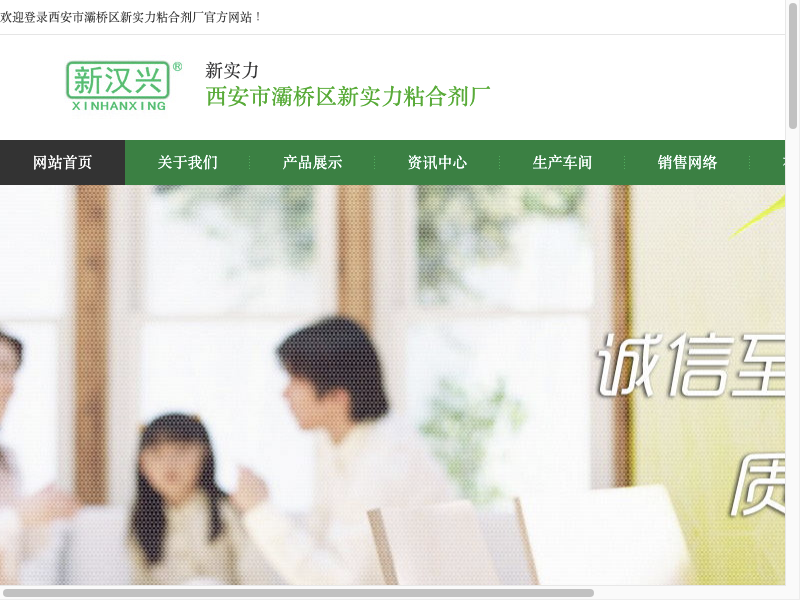 欢迎登录西安市灞桥区新实力粘合剂厂官方网站！
新汉兴®
XINHANXING
新实力
西安市灞桥区新实力粘合剂厂
网站首页 关于我们 产品展示 资讯中心 生产车间 销售网络
诚信至
质